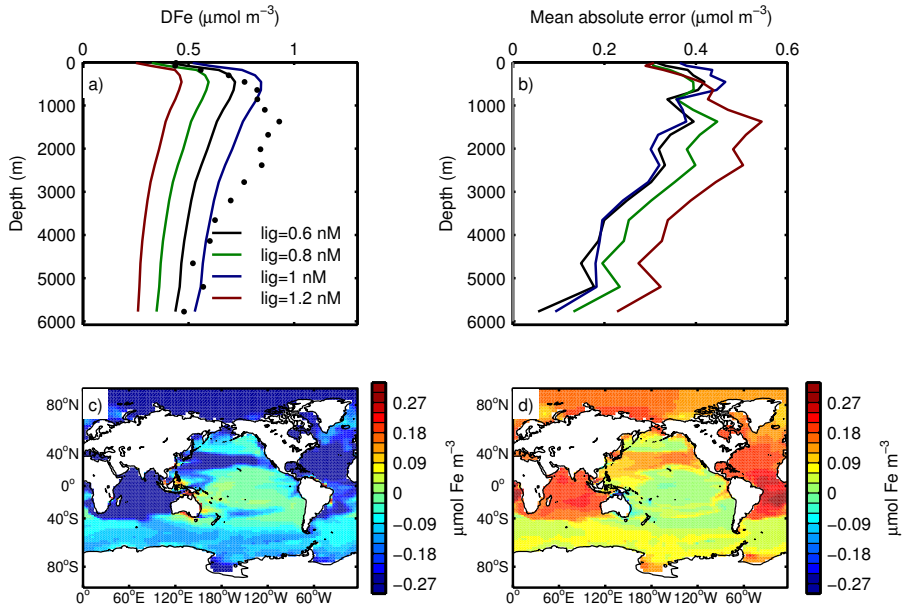 DFe (μmol m⁻³)
0 0.5 1
a)
0
1000
2000
3000
4000
5000
6000
Depth (m)
lig=0.6 nM
lig=0.8 nM
lig=1 nM
lig=1.2 nM
Mean absolute error (μmol m⁻³)
0 0.2 0.4 0.6
b)
0
1000
2000
3000
4000
5000
6000
Depth (m)
c)
80°N
40°N
0°
40°S
80°S
0° 60°E 120°E 180°W 120°W 60°W
0.27
0.18
0.09
0
−0.09
−0.18
−0.27
μmol Fe m⁻³
d)
80°N
40°N
0°
40°S
80°S
0° 60°E 120°E 180°W 120°W 60°W
0.27
0.18
0.09
0
−0.09
−0.18
−0.27
μmol Fe m⁻³